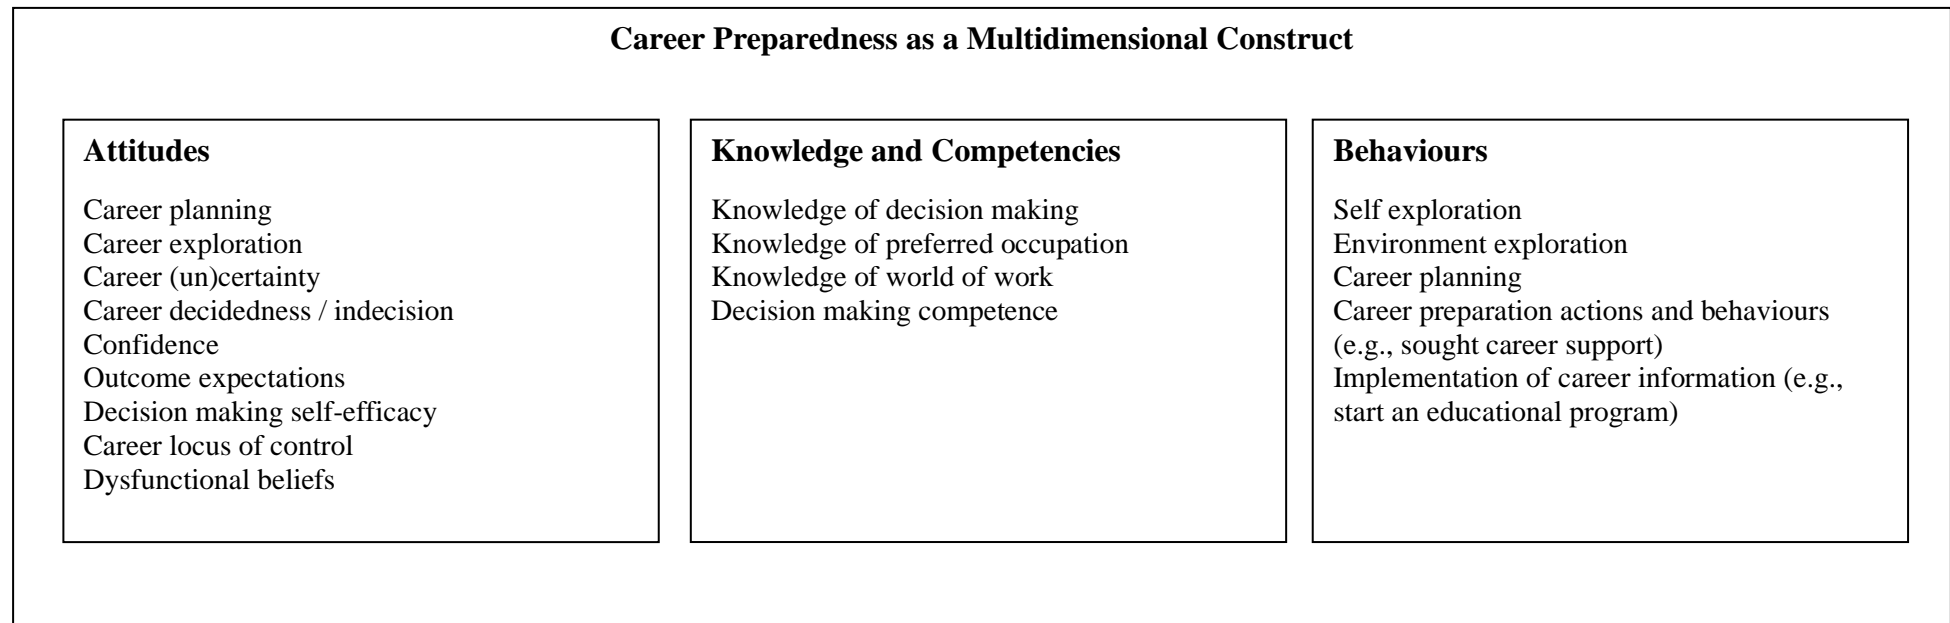 Career Preparedness as a Multidimensional Construct
Attitudes
Career planning
Career exploration
Career (un)certainty
Career decidedness / indecision
Confidence
Outcome expectations
Decision making self-efficacy
Career locus of control
Dysfunctional beliefs
Knowledge and Competencies
Knowledge of decision making
Knowledge of preferred occupation
Knowledge of world of work
Decision making competence
Behaviours
Self exploration
Environment exploration
Career planning
Career preparation actions and behaviours
(e.g., sought career support)
Implementation of career information (e.g.,
start an educational program)